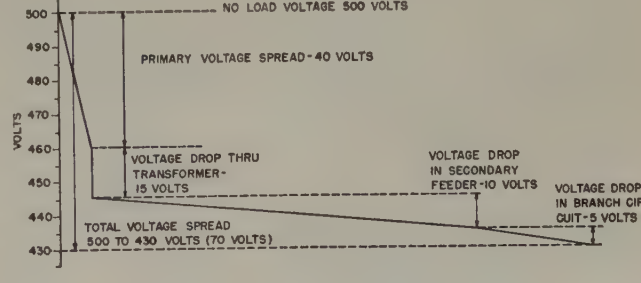 NO LOAD VOLTAGE 500 VOLTS
500
490
480
470
460
450
440
430
VOLTS
PRIMARY VOLTAGE SPREAD-40 VOLTS
VOLTAGE DROP THRU
TRANSFORMER-
15 VOLTS
VOLTAGE DROP
IN SECONDARY
FEEDER-10 VOLTS
VOLTAGE DROP
IN BRANCH CIR
CUIT-5 VOLTS
TOTAL VOLTAGE SPREAD
500 TO 430 VOLTS (70 VOLTS)